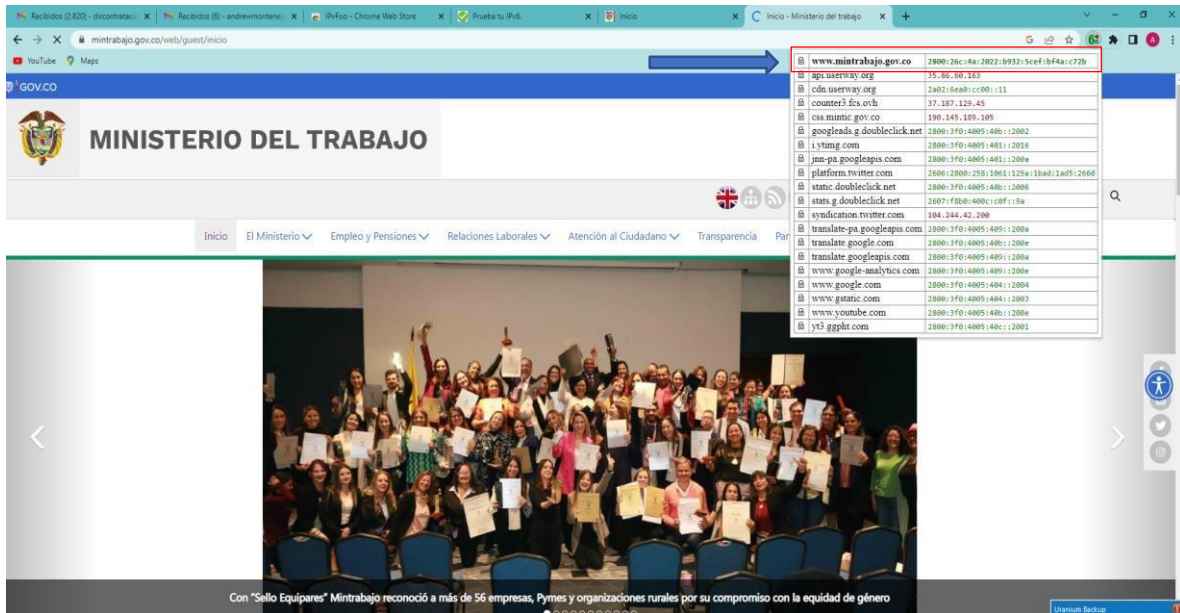 Recibidos (2.820) - dircontratació
Recibidos (6) - andrewmonteneg
IPvFoo - Chrome Web Store
Prueba tu IPv6.
Inicio
Inicio - Ministerio del trabajo
mintrabajo.gov.co/web/guest/inicio
YouTube
Maps
www.mintrabajo.gov.co 2800:26c:4a:2022:b932:5cef:bf4a:c72b
api.userway.org 35.86.60.163
cdn.userway.org 2a02:6ea0:cc00::11
counter3.fcs.ovh 37.187.129.45
css.mintic.gov.co 190.145.189.105
googleads.g.doubleclick.net 2800:3f0:4005:40b::2002
i.ytimg.com 2800:3f0:4005:401::2016
jnn-pa.googleapis.com 2800:3f0:4005:401::200a
platform.twitter.com 2606:2800:258:1061:125a:1bad:1ad5:2660
static.doubleclick.net 2800:3f0:4005:40b::2006
stats.g.doubleclick.net 2607:f8b0:400c:c0f::9a
syndication.twitter.com 104.244.42.200
translate-pa.googleapis.com 2800:3f0:4005:409::200a
translate.google.com 2800:3f0:4005:40b::200e
translate.googleapis.com 2800:3f0:4005:409::200a
www.google-analytics.com 2800:3f0:4005:409::200e
www.google.com 2800:3f0:4005:404::2004
www.gstatic.com 2800:3f0:4005:404::2003
www.youtube.com 2800:3f0:4005:40b::200e
yt3.ggpht.com 2800:3f0:4005:40c::2001
GOV.CO
MINISTERIO DEL TRABAJO
Inicio El Ministerio Empleo y Pensiones Relaciones Laborales Atención al Ciudadano Transparencia Par
Con "Sello Equipares" Mintrabajo reconoció a más de 56 empresas, Pymes y organizaciones rurales por su compromiso con la equidad de género
Uranium Backup